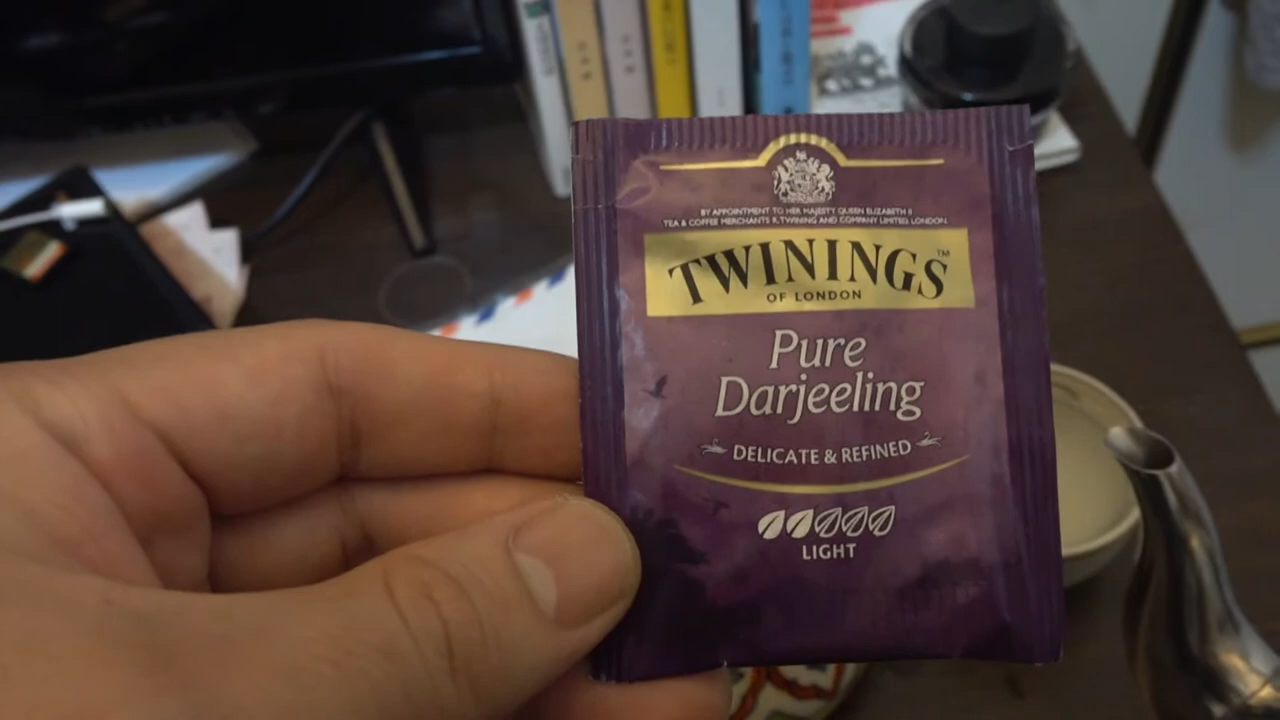 BY APPOINTMENT TO HER MAJESTY QUEEN ELIZABETH II
TEA & COFFEE MERCHANTS R.TWINING AND COMPANY LIMITED, LONDON.
TWININGS™
OF LONDON
Pure
Darjeeling
DELICATE & REFINED
LIGHT